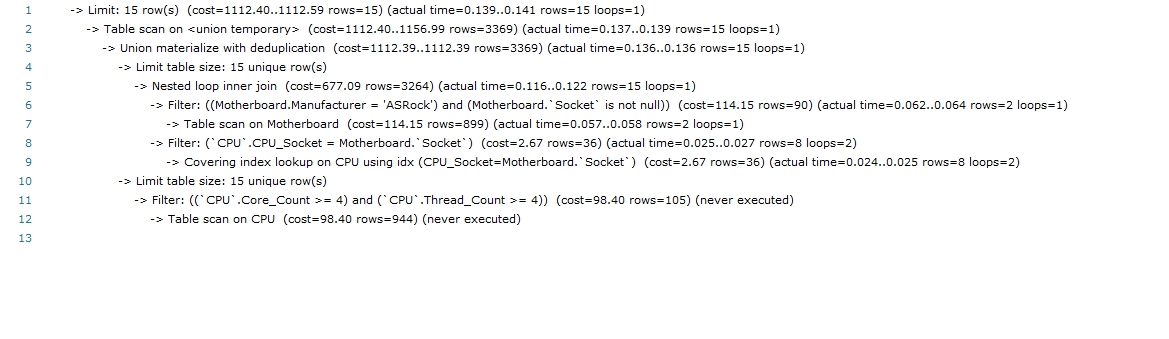 1 -> Limit: 15 row(s) (cost=1112.40..1112.59 rows=15) (actual time=0.139..0.141 rows=15 loops=1)
2 -> Table scan on <union temporary> (cost=1112.40..1156.99 rows=3369) (actual time=0.137..0.139 rows=15 loops=1)
3 -> Union materialize with deduplication (cost=1112.39..1112.39 rows=3369) (actual time=0.136..0.136 rows=15 loops=1)
4 -> Limit table size: 15 unique row(s)
5 -> Nested loop inner join (cost=677.09 rows=3264) (actual time=0.116..0.122 rows=15 loops=1)
6 -> Filter: ((Motherboard.Manufacturer = 'ASRock') and (Motherboard.`Socket` is not null)) (cost=114.15 rows=90) (actual time=0.062..0.064 rows=2 loops=1)
7 -> Table scan on Motherboard (cost=114.15 rows=899) (actual time=0.057..0.058 rows=2 loops=1)
8 -> Filter: (`CPU`.CPU_Socket = Motherboard.`Socket`) (cost=2.67 rows=36) (actual time=0.025..0.027 rows=8 loops=2)
9 -> Covering index lookup on CPU using idx (CPU_Socket=Motherboard.`Socket`) (cost=2.67 rows=36) (actual time=0.024..0.025 rows=8 loops=2)
10 -> Limit table size: 15 unique row(s)
11 -> Filter: ((`CPU`.Core_Count >= 4) and (`CPU`.Thread_Count >= 4)) (cost=98.40 rows=105) (never executed)
12 -> Table scan on CPU (cost=98.40 rows=944) (never executed)
13